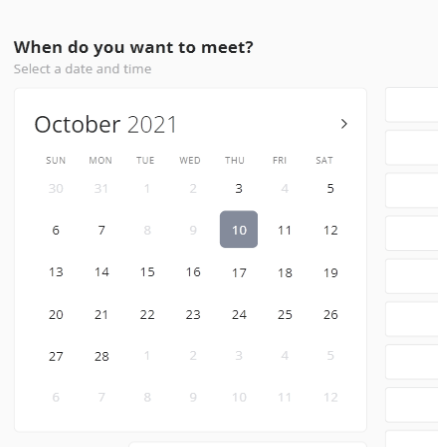 When do you want to meet?
Select a date and time
October 2021
SUN MON TUE WED THU FRI SAT
30 31 1 2 3 4 5
6 7 8 9 10 11 12
13 14 15 16 17 18 19
20 21 22 23 24 25 26
27 28 1 2 3 4 5
6 7 8 9 10 11 12